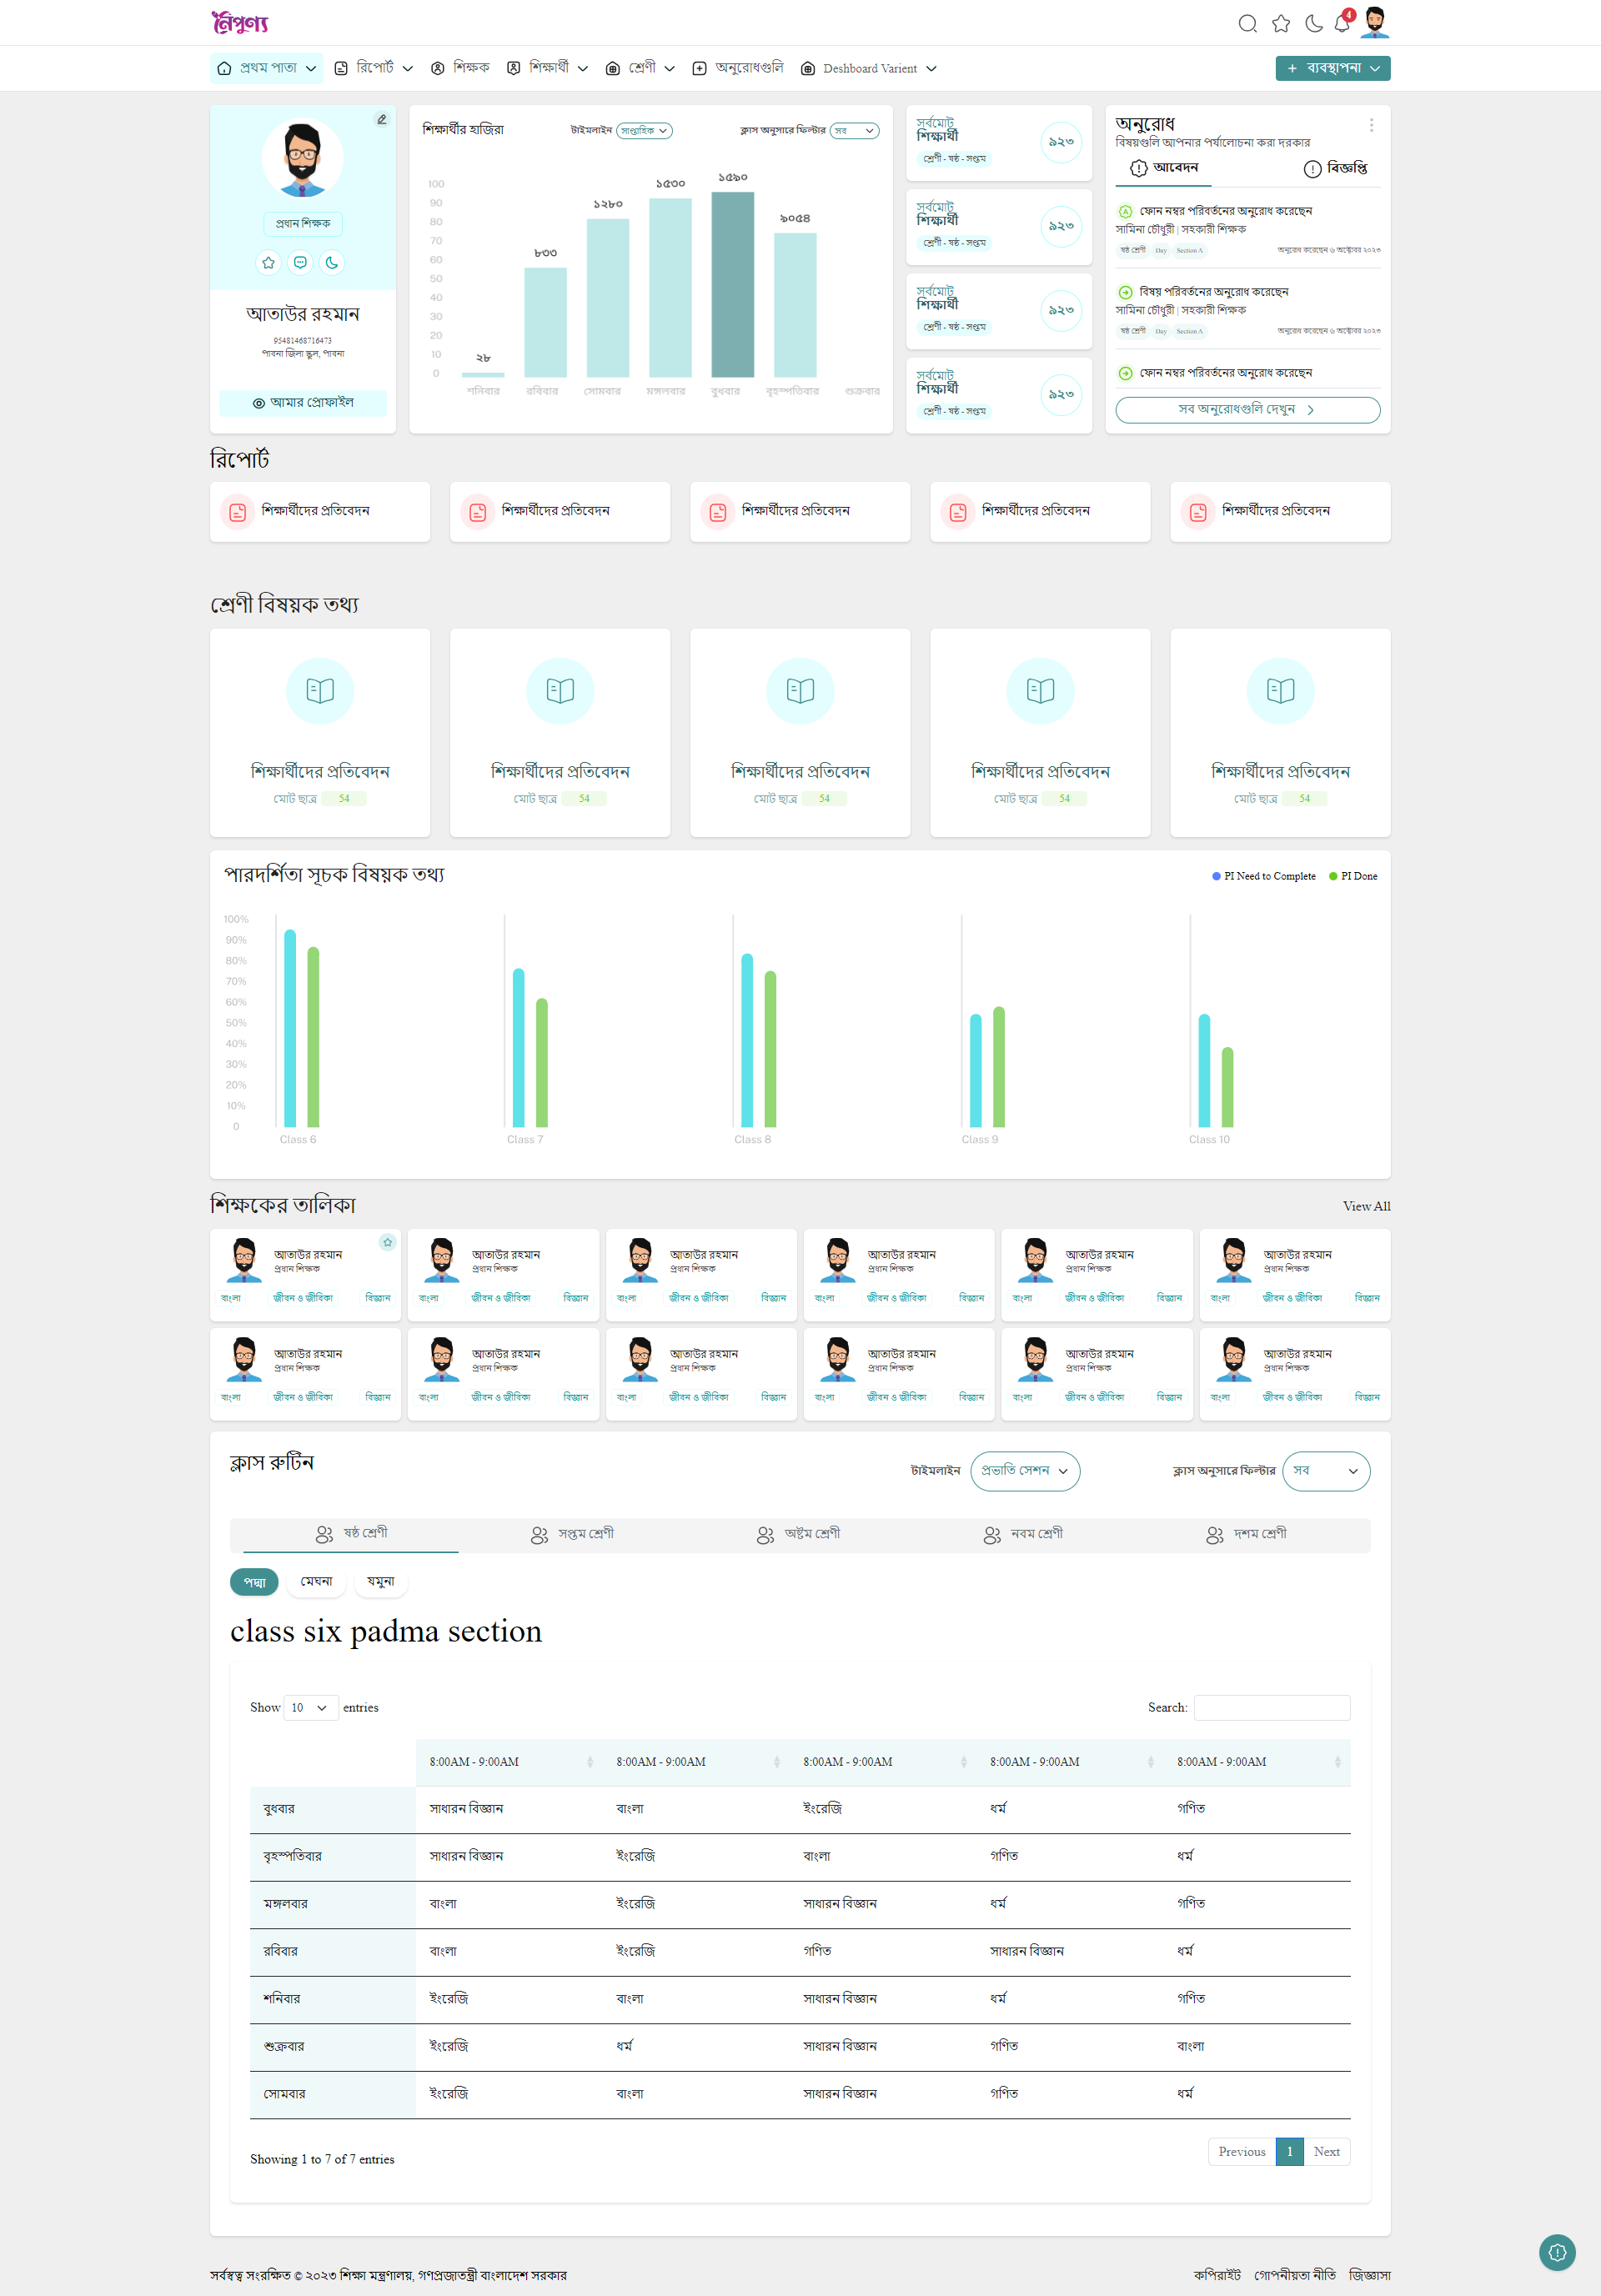 নৈপুণ্য
4
প্রথম পাতা রিপোর্ট শিক্ষক শিক্ষার্থী শ্রেণী অনুরোধগুলি Deshboard Varient + ব্যবস্থাপনা
প্রধান শিক্ষক
আতাউর রহমান
95481468716473
পাবনা জিলা স্কুল, পাবনা
আমার প্রোফাইল
শিক্ষার্থীর হাজিরা টাইমলাইন সাপ্তাহিক ক্লাস অনুসারে ফিল্টার সব
100
90
80
70
60
50
40
30
20
10
0
২৮ ৮৩৩ ১২৮০ ১৫৩০ ১৫৯০ ৯০৫৪
শনিবার রবিবার সোমবার মঙ্গলবার বুধবার বৃহস্পতিবার শুক্রবার
সর্বমোট
শিক্ষার্থী
শ্রেণী - ষষ্ঠ - সপ্তম
৯২৩
সর্বমোট
শিক্ষার্থী
শ্রেণী - ষষ্ঠ - সপ্তম
৯২৩
সর্বমোট
শিক্ষার্থী
শ্রেণী - ষষ্ঠ - সপ্তম
৯২৩
সর্বমোট
শিক্ষার্থী
শ্রেণী - ষষ্ঠ - সপ্তম
৯২৩
অনুরোধ
বিষয়গুলি আপনার পর্যালোচনা করা দরকার
আবেদন বিজ্ঞপ্তি
ফোন নম্বর পরিবর্তনের অনুরোধ করেছেন
সামিনা চৌধুরী | সহকারী শিক্ষক
ষষ্ঠ শ্রেণী Day Section A অনুরোধ করেছেন ৬ অক্টোবর ২০২৩
বিষয় পরিবর্তনের অনুরোধ করেছেন
সামিনা চৌধুরী | সহকারী শিক্ষক
ষষ্ঠ শ্রেণী Day Section A অনুরোধ করেছেন ৬ অক্টোবর ২০২৩
ফোন নম্বর পরিবর্তনের অনুরোধ করেছেন
সব অনুরোধগুলি দেখুন
রিপোর্ট
শিক্ষার্থীদের প্রতিবেদন শিক্ষার্থীদের প্রতিবেদন শিক্ষার্থীদের প্রতিবেদন শিক্ষার্থীদের প্রতিবেদন শিক্ষার্থীদের প্রতিবেদন
শ্রেণী বিষয়ক তথ্য
শিক্ষার্থীদের প্রতিবেদন শিক্ষার্থীদের প্রতিবেদন শিক্ষার্থীদের প্রতিবেদন শিক্ষার্থীদের প্রতিবেদন শিক্ষার্থীদের প্রতিবেদন
মোট ছাত্র 54 মোট ছাত্র 54 মোট ছাত্র 54 মোট ছাত্র 54 মোট ছাত্র 54
পারদর্শিতা সূচক বিষয়ক তথ্য PI Need to Complete PI Done
100%
90%
80%
70%
60%
50%
40%
30%
20%
10%
0
Class 6 Class 7 Class 8 Class 9 Class 10
শিক্ষকের তালিকা View All
আতাউর রহমান আতাউর রহমান আতাউর রহমান আতাউর রহমান আতাউর রহমান আতাউর রহমান
প্রধান শিক্ষক প্রধান শিক্ষক প্রধান শিক্ষক প্রধান শিক্ষক প্রধান শিক্ষক প্রধান শিক্ষক
বাংলা জীবন ও জীবিকা বিজ্ঞান বাংলা জীবন ও জীবিকা বিজ্ঞান বাংলা জীবন ও জীবিকা বিজ্ঞান বাংলা জীবন ও জীবিকা বিজ্ঞান বাংলা জীবন ও জীবিকা বিজ্ঞান বাংলা জীবন ও জীবিকা বিজ্ঞান
আতাউর রহমান আতাউর রহমান আতাউর রহমান আতাউর রহমান আতাউর রহমান আতাউর রহমান
প্রধান শিক্ষক প্রধান শিক্ষক প্রধান শিক্ষক প্রধান শিক্ষক প্রধান শিক্ষক প্রধান শিক্ষক
বাংলা জীবন ও জীবিকা বিজ্ঞান বাংলা জীবন ও জীবিকা বিজ্ঞান বাংলা জীবন ও জীবিকা বিজ্ঞান বাংলা জীবন ও জীবিকা বিজ্ঞান বাংলা জীবন ও জীবিকা বিজ্ঞান বাংলা জীবন ও জীবিকা বিজ্ঞান
ক্লাস রুটিন টাইমলাইন প্রভাতি সেশন ক্লাস অনুসারে ফিল্টার সব
ষষ্ঠ শ্রেণী সপ্তম শ্রেণী অষ্টম শ্রেণী নবম শ্রেণী দশম শ্রেণী
পদ্মা মেঘনা যমুনা
class six padma section
Show 10 entries Search:
8:00AM - 9:00AM 8:00AM - 9:00AM 8:00AM - 9:00AM 8:00AM - 9:00AM 8:00AM - 9:00AM
বুধবার সাধারন বিজ্ঞান বাংলা ইংরেজি ধর্ম গণিত
বৃহস্পতিবার সাধারন বিজ্ঞান ইংরেজি বাংলা গণিত ধর্ম
মঙ্গলবার বাংলা ইংরেজি সাধারন বিজ্ঞান ধর্ম গণিত
রবিবার বাংলা ইংরেজি গণিত সাধারন বিজ্ঞান ধর্ম
শনিবার ইংরেজি বাংলা সাধারন বিজ্ঞান ধর্ম গণিত
শুক্রবার ইংরেজি ধর্ম সাধারন বিজ্ঞান গণিত বাংলা
সোমবার ইংরেজি বাংলা সাধারন বিজ্ঞান গণিত ধর্ম
Showing 1 to 7 of 7 entries Previous 1 Next
সর্বস্বত্ব সংরক্ষিত © ২০২৩ শিক্ষা মন্ত্রণালয়, গণপ্রজাতন্ত্রী বাংলাদেশ সরকার কপিরাইট গোপনীয়তা নীতি জিজ্ঞাসা